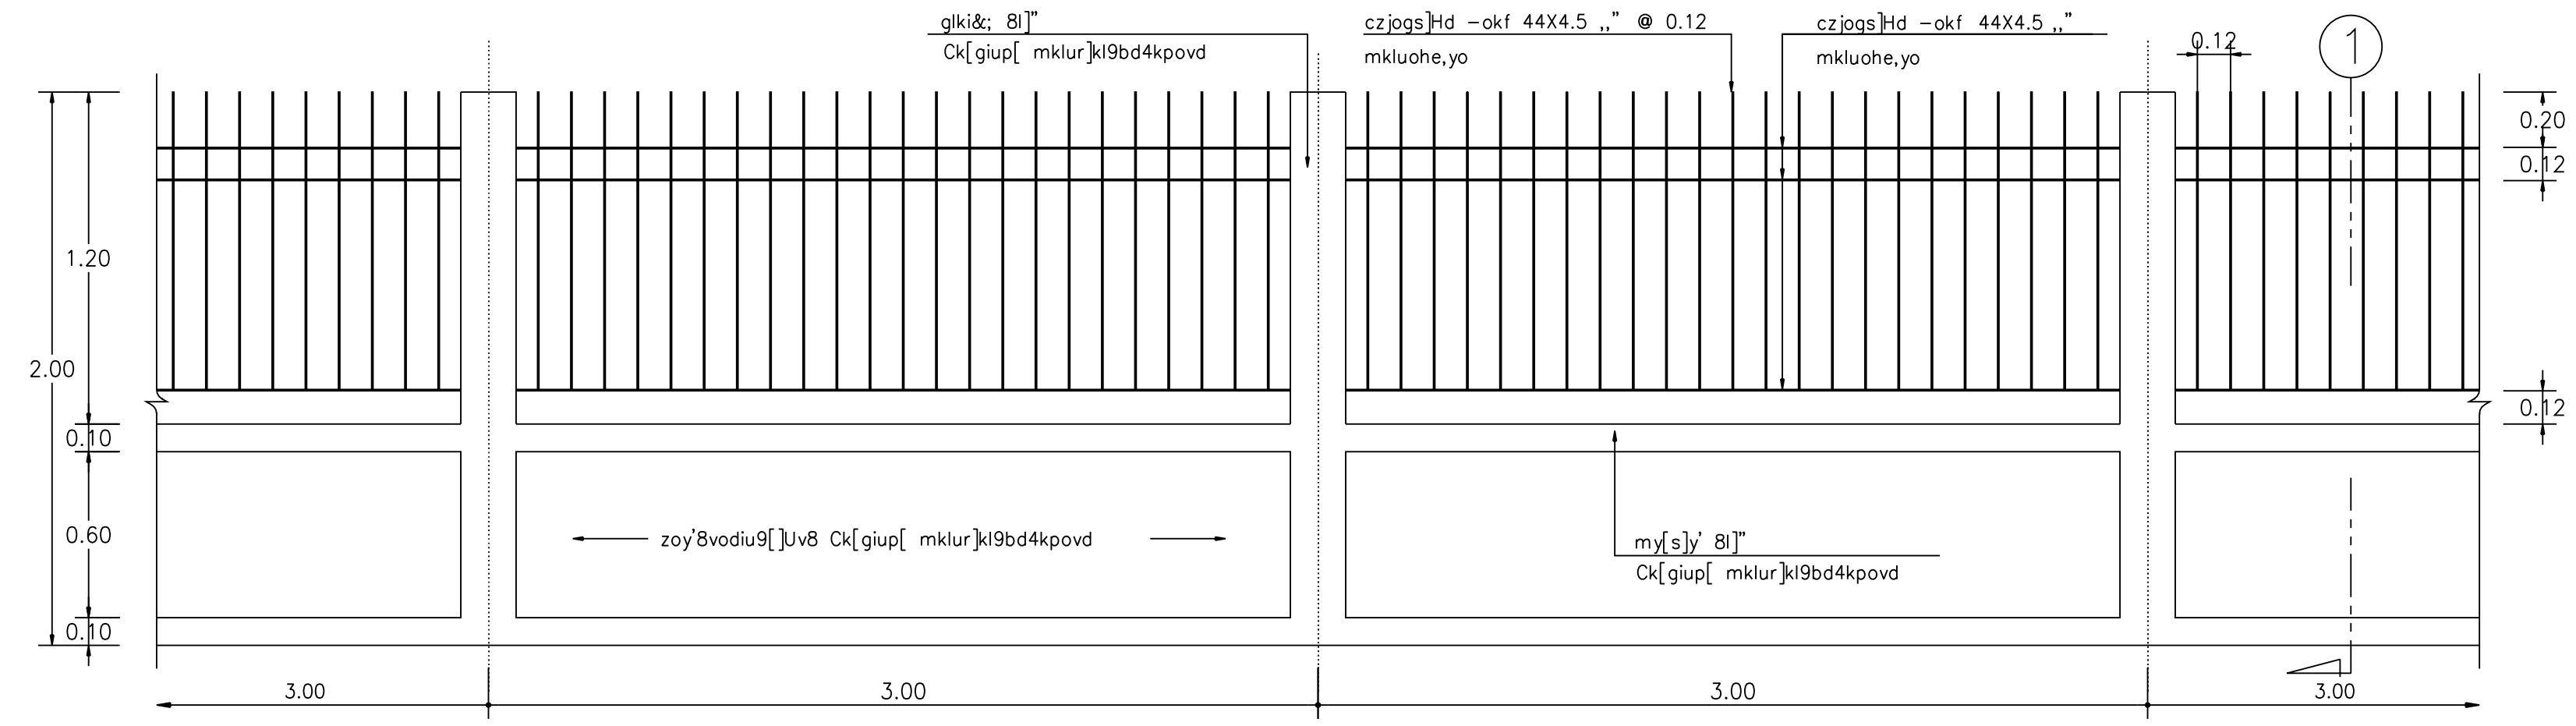 glki&; 8l]"
Ck[giup[ mklur]kl9bd4kpovd
czjogs]Hd -okf 44X4.5 ,," @ 0.12
mkluohe,yo
czjogs]Hd -okf 44X4.5 ,,"
mkluohe,yo
0.12
1
0.20
0.12
1.20
2.00
0.12
0.10
0.60
zoy'8vodiu9[]Uv8 Ck[giup[ mklur]kl9bd4kpovd
my[s]y' 8l]"
Ck[giup[ mklur]kl9bd4kpovd
0.10
3.00
3.00
3.00
3.00